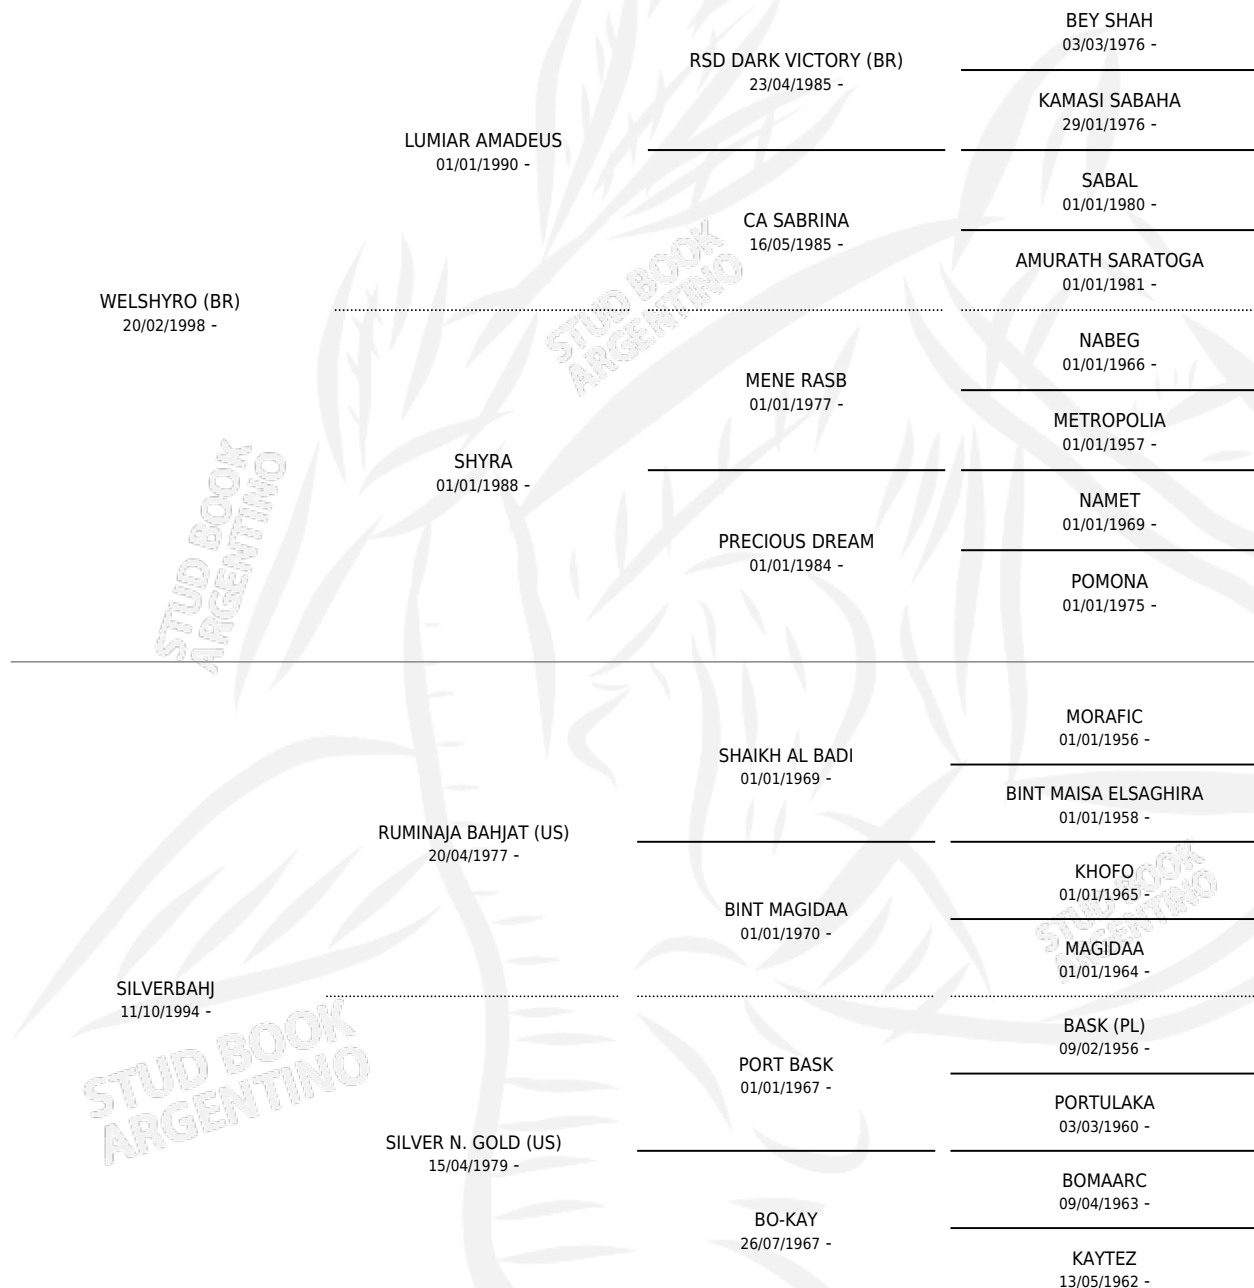 BEY SHAH
03/03/1976 -
RSD DARK VICTORY (BR)
23/04/1985 -
KAMASI SABAHA
29/01/1976 -
LUMIAR AMADEUS
01/01/1990 -
SABAL
01/01/1980 -
CA SABRINA
16/05/1985 -
AMURATH SARATOGA
01/01/1981 -
WELSHYRO (BR)
20/02/1998 -
NABEG
01/01/1966 -
MENE RASB
01/01/1977 -
METROPOLIA
01/01/1957 -
SHYRA
01/01/1988 -
NAMET
01/01/1969 -
PRECIOUS DREAM
01/01/1984 -
POMONA
01/01/1975 -
MORAFIC
01/01/1956 -
SHAIKH AL BADI
01/01/1969 -
BINT MAISA ELSAGHIRA
01/01/1958 -
RUMINAJA BAHJAT (US)
20/04/1977 -
KHOFO
01/01/1965 -
BINT MAGIDAA
01/01/1970 -
MAGIDAA
01/01/1964 -
SILVERBAHJ
11/10/1994 -
BASK (PL)
09/02/1956 -
PORT BASK
01/01/1967 -
PORTULAKA
03/03/1960 -
SILVER N. GOLD (US)
15/04/1979 -
BOMAARC
09/04/1963 -
BO-KAY
26/07/1967 -
KAYTEZ
13/05/1962 -
STUD BOOK
ARGENTINO
STUD BOOK
ARGENTINO
STUD BOOK
ARGENTINO
STUD BOOK
ARGENTINO